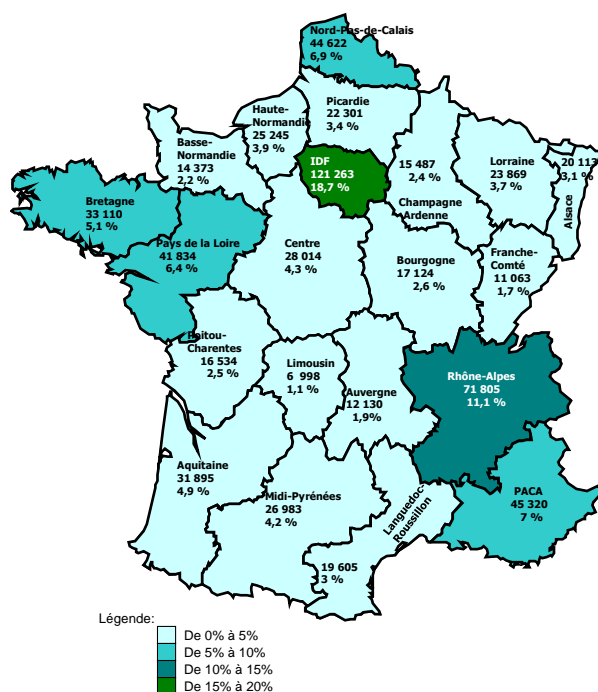 Nord-Pas-de-Calais
44 622
6,9 %
Picardie
22 301
3,4 %
Haute-
Normandie
25 245
3,9 %
Basse-
Normandie
14 373
2,2 %
IDF
121 263
18,7 %
15 487
2,4 %
Champagne
Ardenne
Lorraine
23 869
3,7 %
20 113
3,1 %
Alsace
Bretagne
33 110
5,1 %
Pays de la Loire
41 834
6,4 %
Centre
28 014
4,3 %
Bourgogne
17 124
2,6 %
Franche-
Comté
11 063
1,7 %
Poitou-
Charentes
16 534
2,5 %
Limousin
6 998
1,1 %
Auvergne
12 130
1,9%
Rhône-Alpes
71 805
11,1 %
Aquitaine
31 895
4,9 %
Midi-Pyrénées
26 983
4,2 %
Languedoc-
Roussillon
19 605
3 %
PACA
45 320
7 %
Légende:
De 0% à 5%
De 5% à 10%
De 10% à 15%
De 15% à 20%